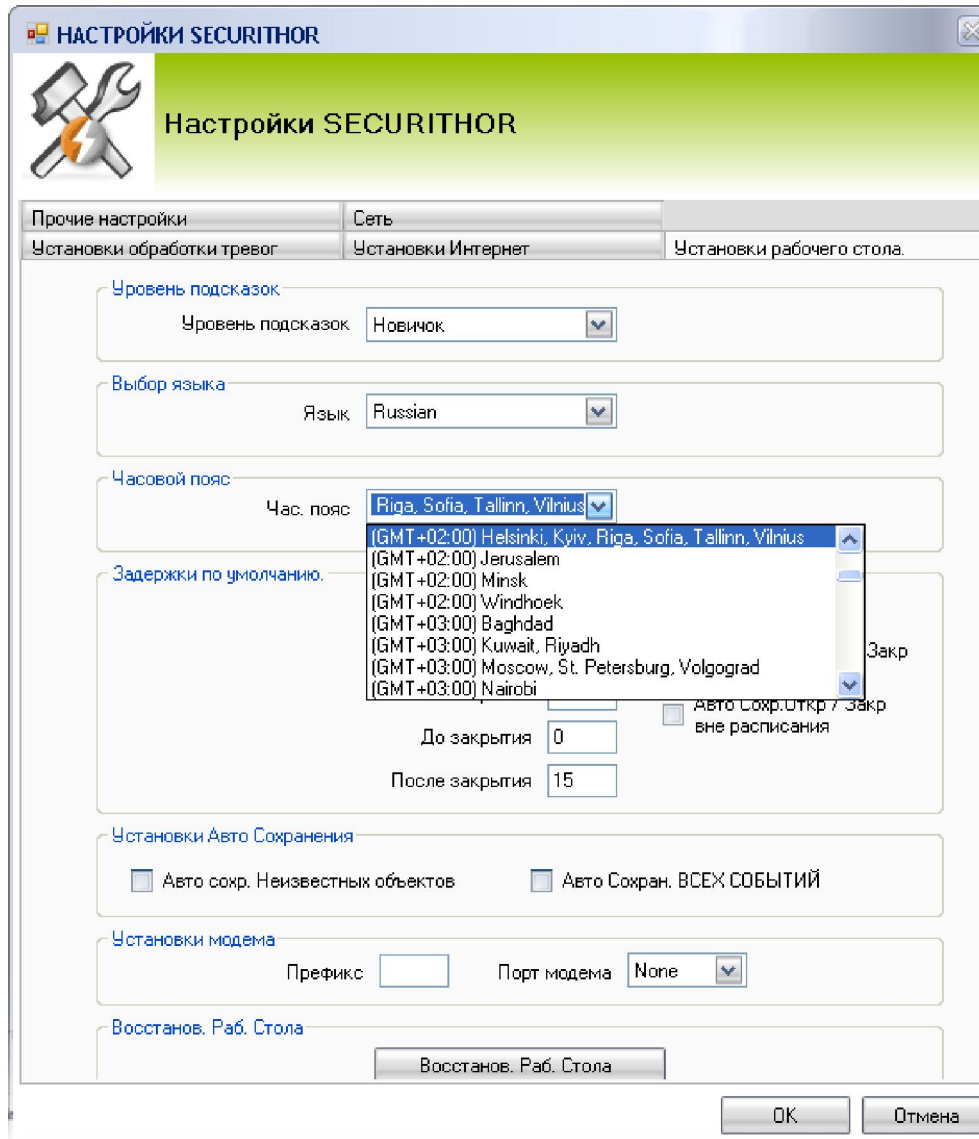 НАСТРОЙКИ SECURITHOR
Настройки SECURITHOR
Прочие настройки Сеть
Установки обработки тревог Установки Интернет Установки рабочего стола.
Уровень подсказок
Уровень подсказок Новичок
Выбор языка
Язык Russian
Часовой пояс
Час. пояс Riga, Sofia, Tallinn, Vilnius
(GMT+02:00) Helsinki, Kyiv, Riga, Sofia, Tallinn, Vilnius
(GMT+02:00) Jerusalem
Задержки по умолчанию.
(GMT+02:00) Minsk
(GMT+02:00) Windhoek
(GMT+03:00) Baghdad
(GMT+03:00) Kuwait, Riyadh
Закр
(GMT+03:00) Moscow, St. Petersburg, Volgograd
(GMT+03:00) Nairobi
Авто Сохр.Откр / Закр
вне расписания
До закрытия 0
После закрытия 15
Установки Авто Сохранения
Авто сохр. Неизвестных объектов Авто Сохран. ВСЕХ СОБЫТИЙ
Установки модема
Префикс Порт модема None
Восстанов. Раб. Стола
Восстанов. Раб. Стола
OK Отмена